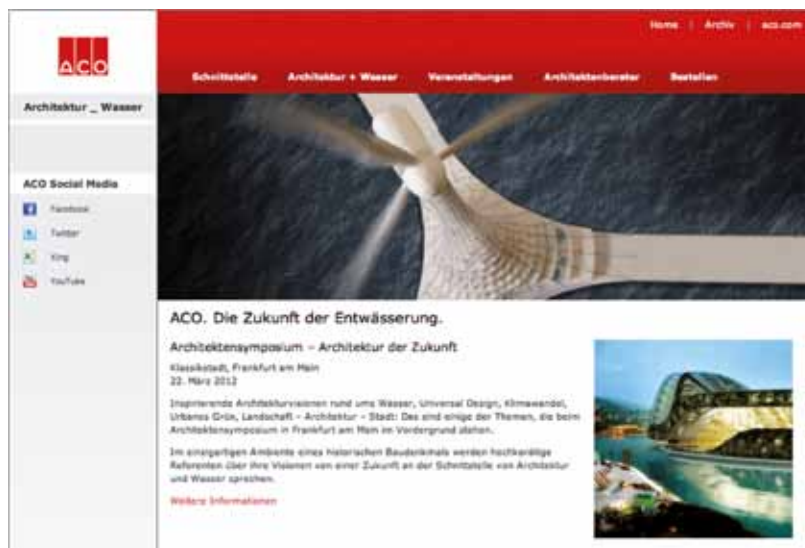 Home | Archiv | aco.com
ACO
Schnittstelle Architektur + Wasser Veranstaltungen Architektenberater Bestellen
Architektur _ Wasser
ACO Social Media
Facebook
Twitter
Xing
YouTube
ACO. Die Zukunft der Entwässerung.
Architektensymposium – Architektur der Zukunft
Klassikstadt, Frankfurt am Main
22. März 2012
Inspirierende Architekturvisionen rund ums Wasser, Universal Design, Klimawandel,
Urbanes Grün, Landschaft – Architektur – Stadt: Das sind einige der Themen, die beim
Architektensymposium in Frankfurt am Main im Vordergrund stehen.
Im einzigartigen Ambiente eines historischen Baudenkmals werden hochkarätige
Referenten über ihre Visionen von einer Zukunft an der Schnittstelle von Architektur
und Wasser sprechen.
Weitere Informationen